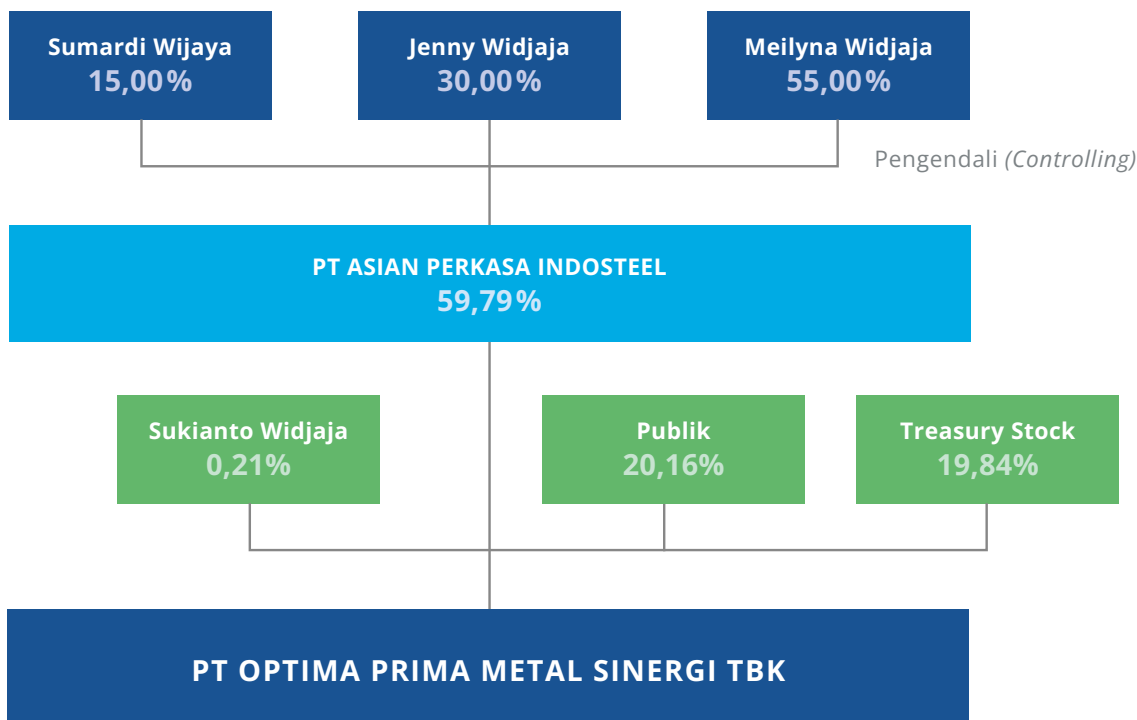 Sumardi Wijaya
15,00%
Jenny Widjaja
30,00%
Meilyna Widjaja
55,00%
Pengendali (Controlling)
PT ASIAN PERKASA INDOSTEEL
59,79%
Sukianto Widjaja
0,21%
Publik
20,16%
Treasury Stock
19,84%
PT OPTIMA PRIMA METAL SINERGI TBK